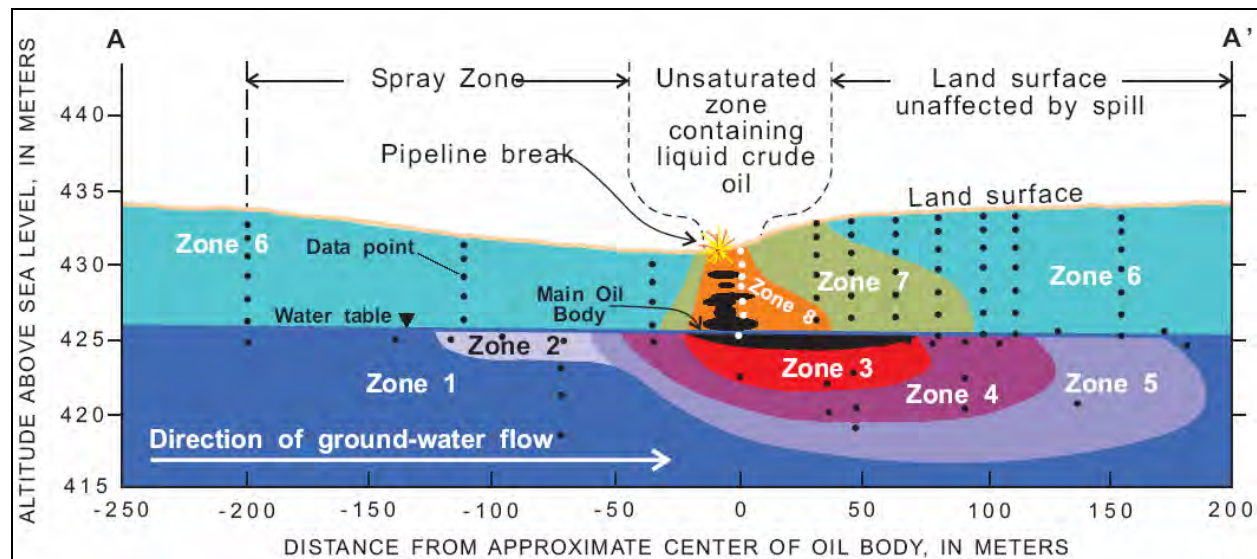 A
A'
Spray Zone
Unsaturated
zone
containing
liquid crude
oil
Land surface
unaffected by spill
Pipeline break
Land surface
Zone 6
Data point
Zone 7
Zone 6
Zone 8
Main Oil
Body
Water table
Zone 2
Zone 1
Zone 3
Zone 4
Zone 5
Direction of ground-water flow
ALTITUDE ABOVE SEA LEVEL, IN METERS
440
435
430
425
420
415
-250 -200 -150 -100 -50 0 50 100 150 200
DISTANCE FROM APPROXIMATE CENTER OF OIL BODY, IN METERS